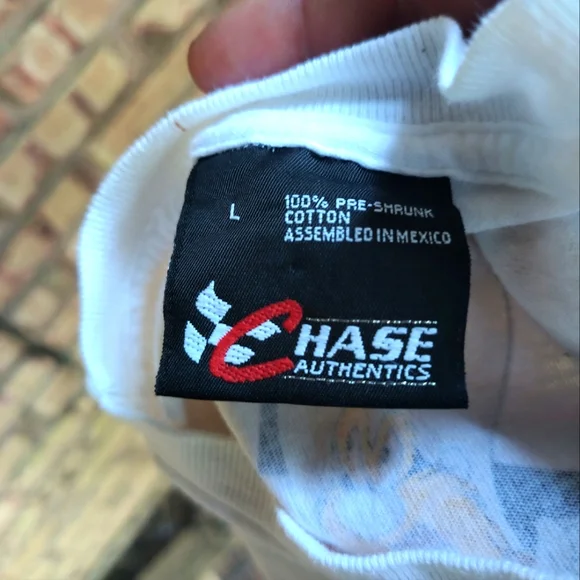 L
100% PRE-SHRUNK
COTTON
ASSEMBLED IN MEXICO
CHASE
AUTHENTICS